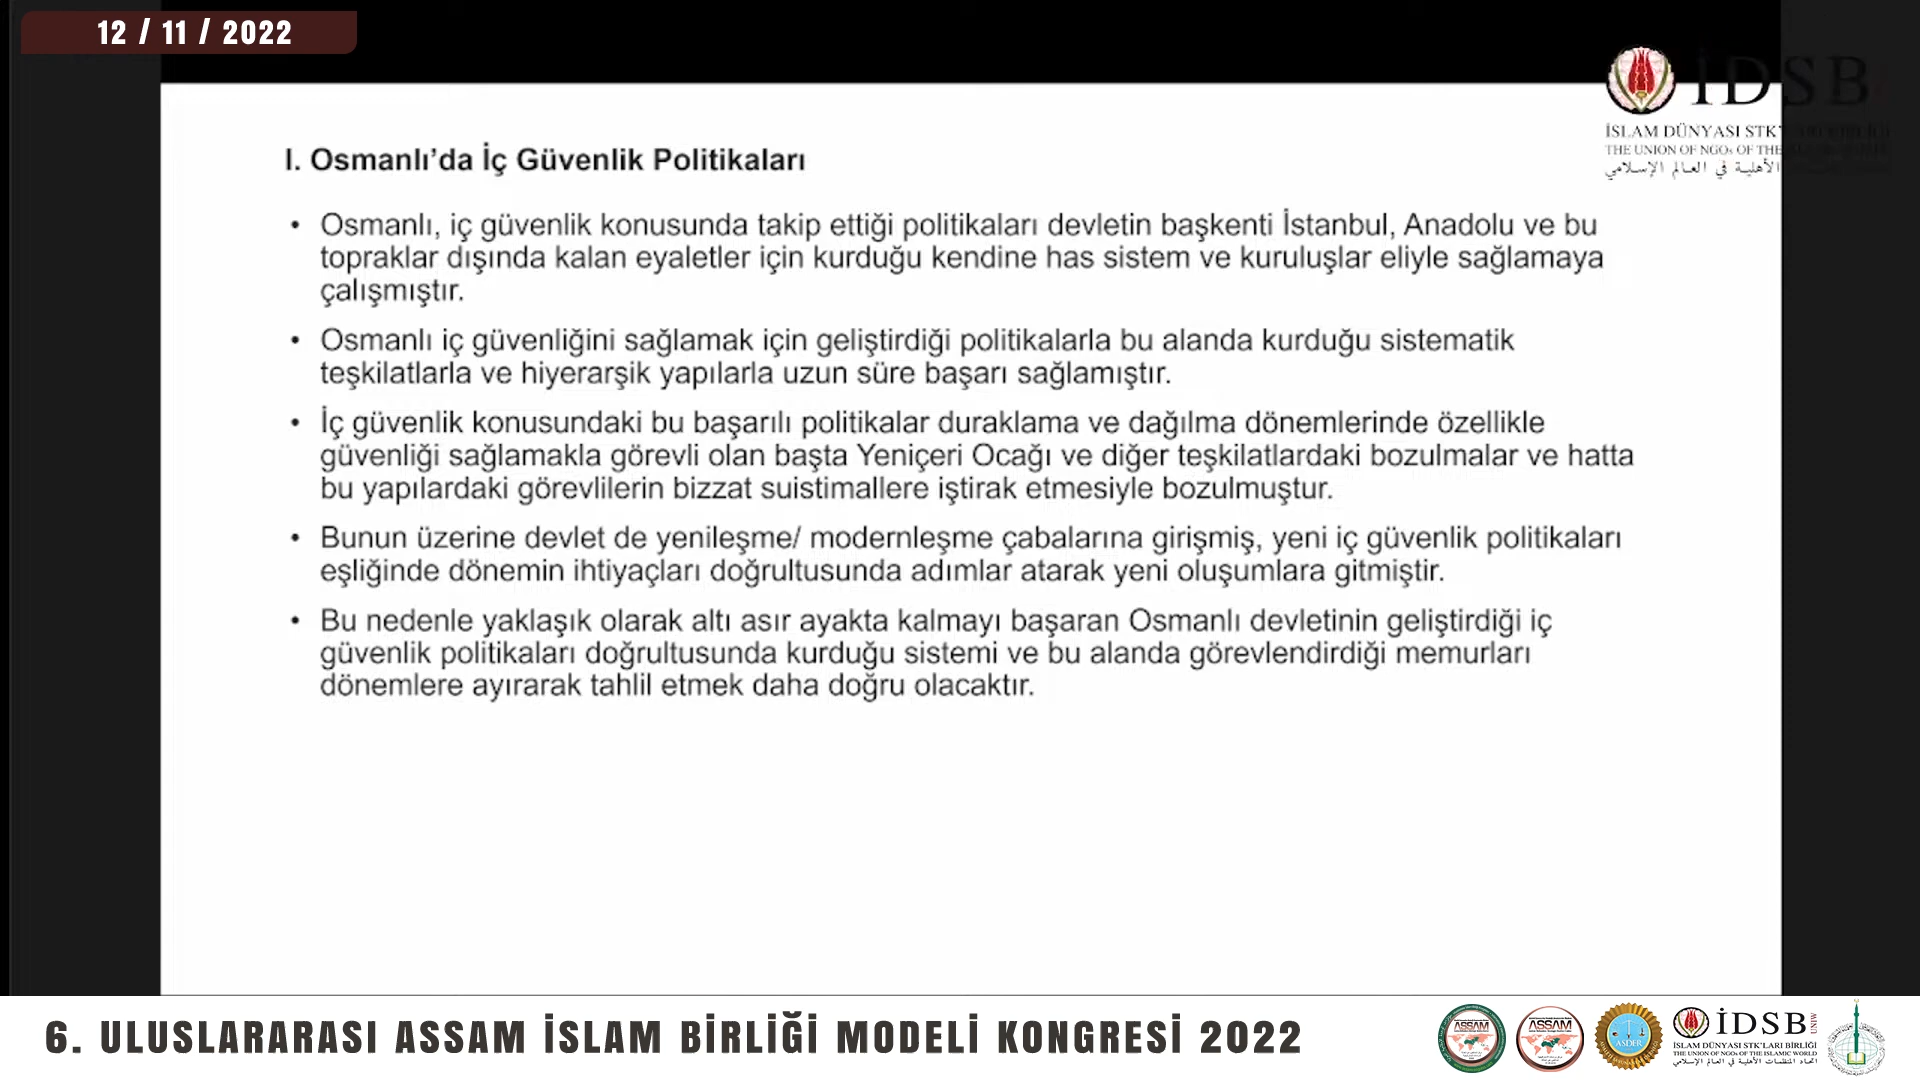 12 / 11 / 2022
İDSB
İSLAM DÜNYASI STK'LARI BİRLİĞİ
THE UNION OF NGOs OF THE
الأهلية في العالم الإسلامي
I. Osmanlı’da İç Güvenlik Politikaları
• Osmanlı, iç güvenlik konusunda takip ettiği politikaları devletin başkenti İstanbul, Anadolu ve bu
topraklar dışında kalan eyaletler için kurduğu kendine has sistem ve kuruluşlar eliyle sağlamaya
çalışmıştır.
• Osmanlı iç güvenliğini sağlamak için geliştirdiği politikalarla bu alanda kurduğu sistematik
teşkilatlarla ve hiyerarşik yapılarla uzun süre başarı sağlamıştır.
• İç güvenlik konusundaki bu başarılı politikalar duraklama ve dağılma dönemlerinde özellikle
güvenliği sağlamakla görevli olan başta Yeniçeri Ocağı ve diğer teşkilatlardaki bozulmalar ve hatta
bu yapılardaki görevlilerin bizzat suistimallere iştirak etmesiyle bozulmuştur.
• Bunun üzerine devlet de yenileşme/ modernleşme çabalarına girişmiş, yeni iç güvenlik politikaları
eşliğinde dönemin ihtiyaçları doğrultusunda adımlar atarak yeni oluşumlara gitmiştir.
• Bu nedenle yaklaşık olarak altı asır ayakta kalmayı başaran Osmanlı devletinin geliştirdiği iç
güvenlik politikaları doğrultusunda kurduğu sistemi ve bu alanda görevlendirdiği memurları
dönemlere ayırarak tahlil etmek daha doğru olacaktır.
6. ULUSLARARASI ASSAM İSLAM BİRLİĞİ MODELİ KONGRESİ 2022
ASSAM
ASSAM
ASDER
İDSB
UNIW
İSLAM DÜNYASI STK'LARI BİRLİĞİ
THE UNION OF NGOs OF THE ISLAMIC WORLD
اتحاد المنظمات الأهلية في العالم الإسلامي